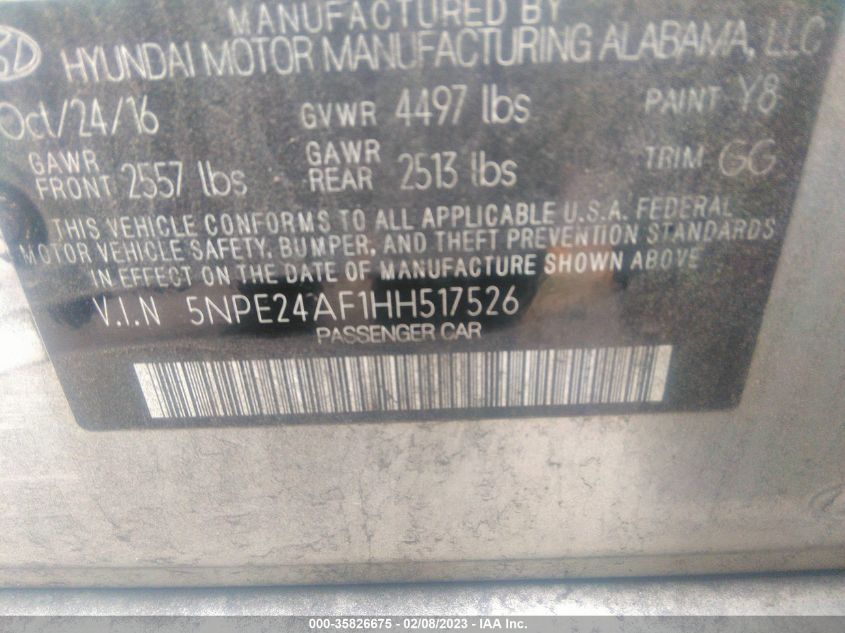 MANUFACTURED BY
HYUNDAI MOTOR MANUFACTURING ALABAMA, LLC
Oct/24/16 GVWR 4497 lbs PAINT Y8
GAWR FRONT 2557 lbs GAWR REAR 2513 lbs TRIM GG
THIS VEHICLE CONFORMS TO ALL APPLICABLE U.S.A. FEDERAL
MOTOR VEHICLE SAFETY, BUMPER, AND THEFT PREVENTION STANDARDS
IN EFFECT ON THE DATE OF MANUFACTURE SHOWN ABOVE
V.I.N 5NPE24AF1HH517526
PASSENGER CAR
000-35826675 - 02/08/2023 - IAA Inc.